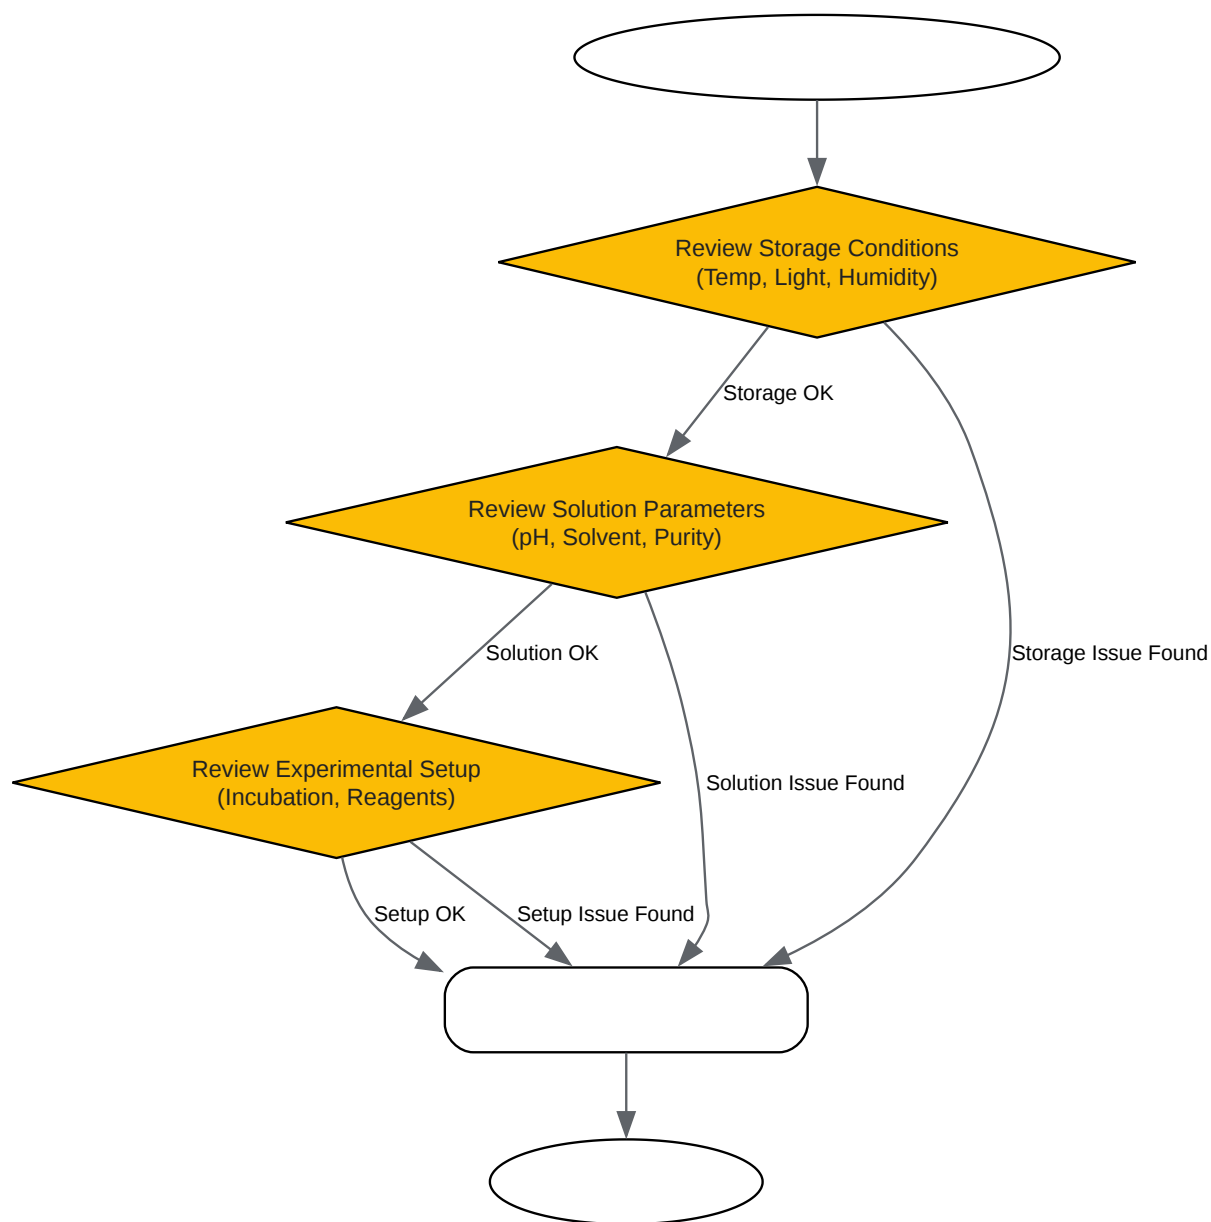 Review Storage Conditions
(Temp, Light, Humidity)
Storage OK
Review Solution Parameters
(pH, Solvent, Purity)
Solution OK
Storage Issue Found
Review Experimental Setup
(Incubation, Reagents)
Solution Issue Found
Setup OK
Setup Issue Found